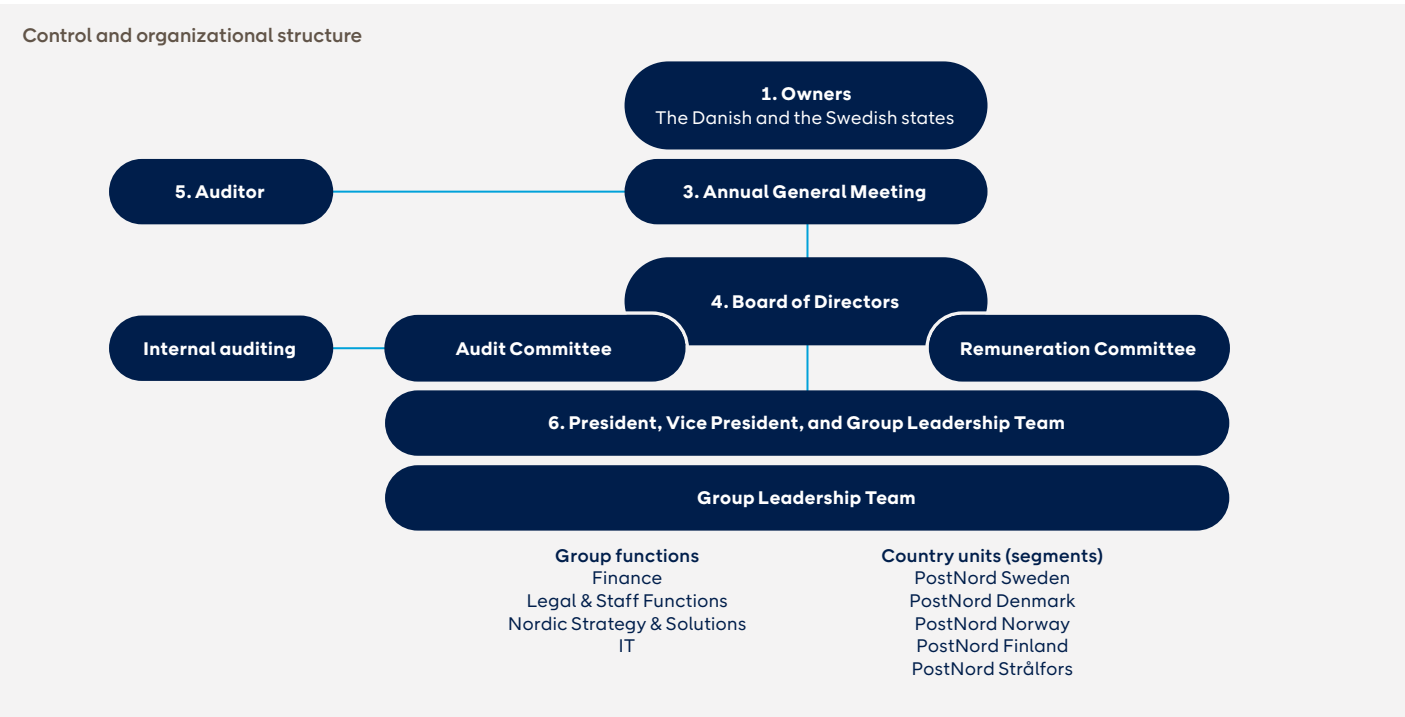 Control and organizational structure
1. Owners
The Danish and the Swedish states
5. Auditor
3. Annual General Meeting
4. Board of Directors
Internal auditing
Audit Committee
Remuneration Committee
6. President, Vice President, and Group Leadership Team
Group Leadership Team
Group functions
Finance
Legal & Staff Functions
Nordic Strategy & Solutions
IT
Country units (segments)
PostNord Sweden
PostNord Denmark
PostNord Norway
PostNord Finland
PostNord Strålfors